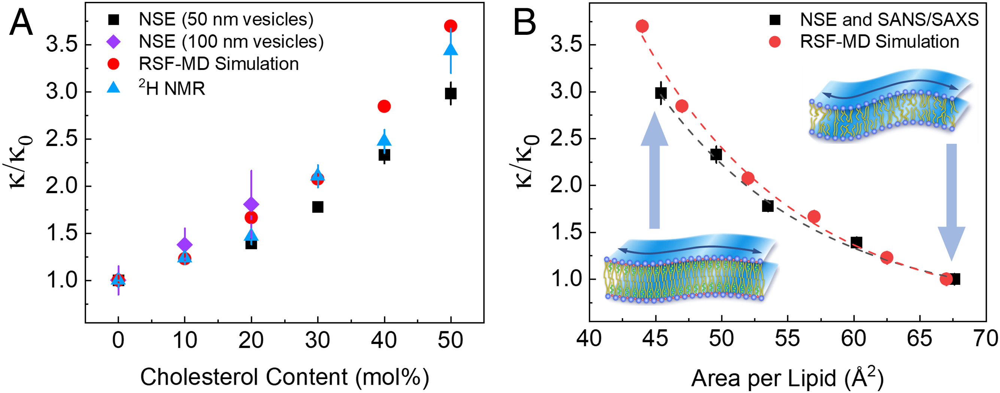 A
NSE (50 nm vesicles)
NSE (100 nm vesicles)
RSF-MD Simulation
²H NMR
3.5
3.0
2.5
2.0
1.5
1.0
κ/κ₀
0 10 20 30 40 50
Cholesterol Content (mol%)
B
NSE and SANS/SAXS
RSF-MD Simulation
3.5
3.0
2.5
2.0
1.5
1.0
κ/κ₀
40 45 50 55 60 65 70
Area per Lipid (Å²)